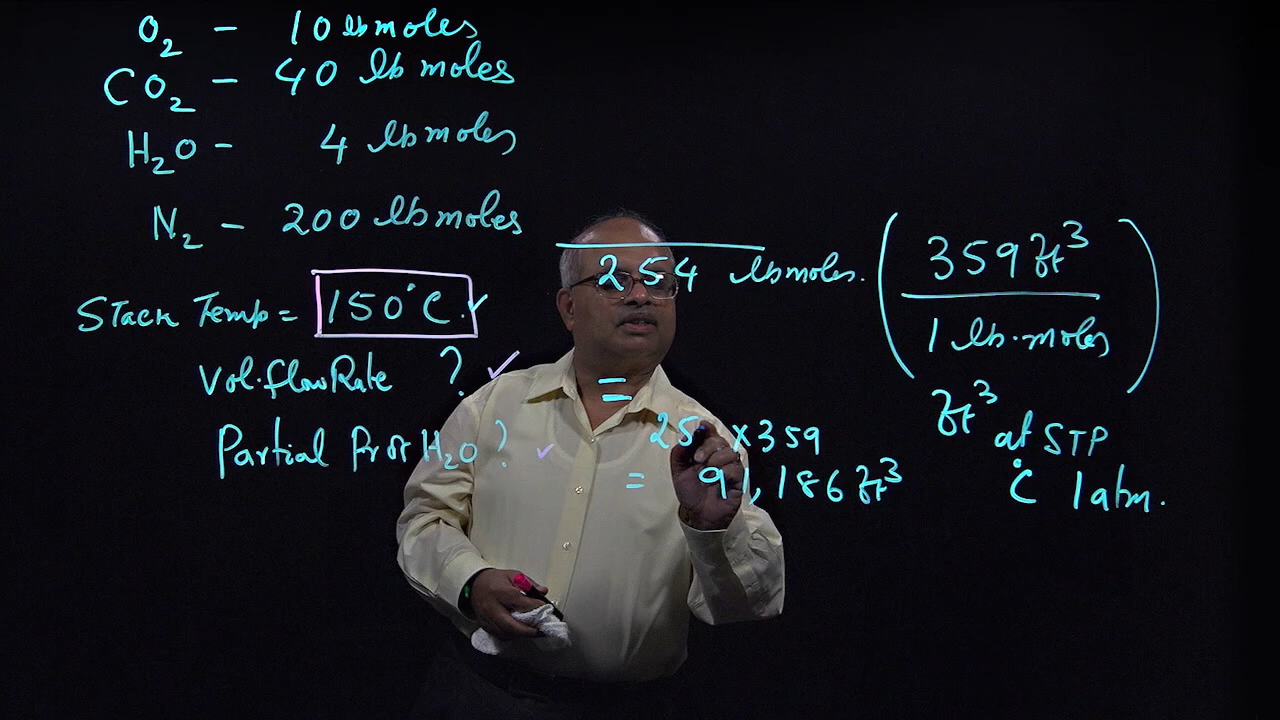 O₂ - 10 lbmoles
CO₂ - 40 lb moles
H₂O - 4 lb moles
N₂ - 200 lb moles
254 lb moles. (359 ft³ / 1 lb.moles)
Stack Temp = 150°C. ✓
Vol. flow Rate ? ✓
Partial Pr of H₂O ? ✓
=
25 × 359
= 91,186 ft³
ft³ at STP
°C 1 atm.